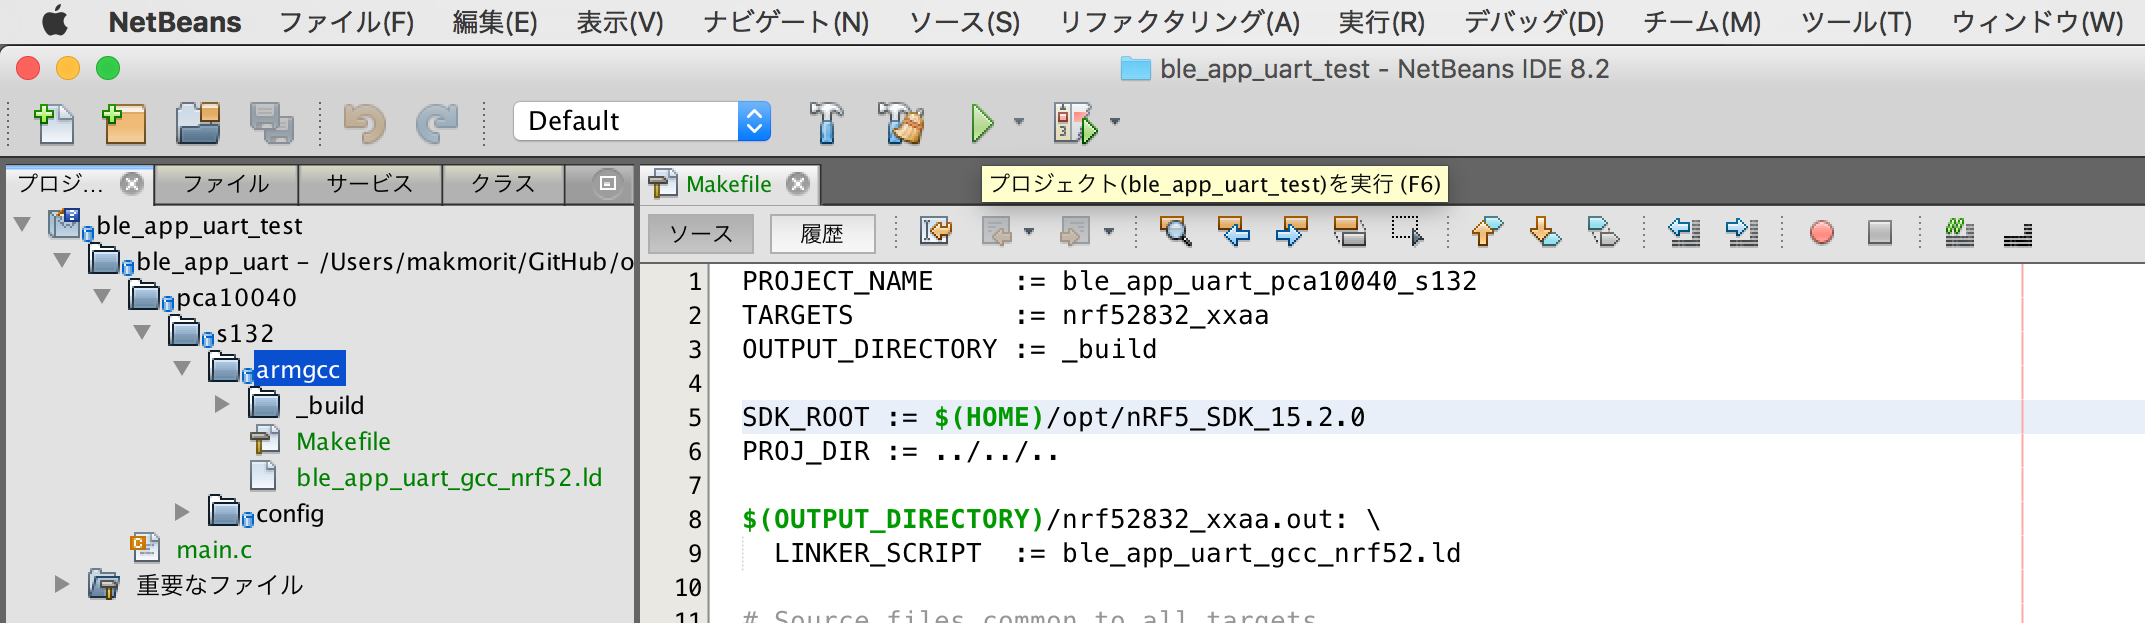 NetBeans ファイル(F) 編集(E) 表示(V) ナビゲート(N) ソース(S) リファクタリング(A) 実行(R) デバッグ(D) チーム(M) ツール(T) ウィンドウ(W)
ble_app_uart_test - NetBeans IDE 8.2
Default
プロジ... ファイル サービス クラス
Makefile
プロジェクト(ble_app_uart_test)を実行 (F6)
ソース 履歴
ble_app_uart_test
ble_app_uart – /Users/makmorit/GitHub/o
pca10040
s132
armgcc
_build
Makefile
ble_app_uart_gcc_nrf52.ld
config
main.c
重要なファイル
1 PROJECT_NAME     := ble_app_uart_pca10040_s132
2 TARGETS          := nrf52832_xxaa
3 OUTPUT_DIRECTORY := _build
4
5 SDK_ROOT := $(HOME)/opt/nRF5_SDK_15.2.0
6 PROJ_DIR := ../../..
7
8 $(OUTPUT_DIRECTORY)/nrf52832_xxaa.out: \
9   LINKER_SCRIPT  := ble_app_uart_gcc_nrf52.ld
10
11 # Source files common to all targets